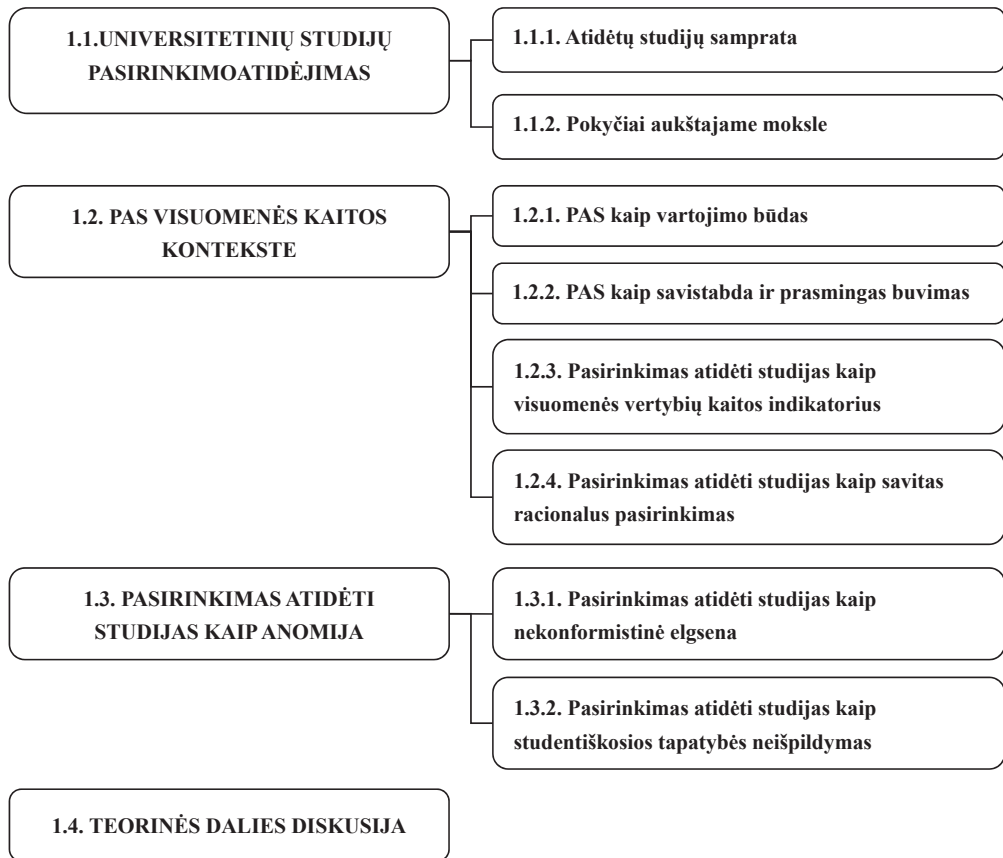 1.1.UNIVERSITETINIŲ STUDIJŲ
PASIRINKIMOATIDĖJIMAS
1.1.1. Atidėtų studijų samprata
1.1.2. Pokyčiai aukštajame moksle
1.2. PAS VISUOMENĖS KAITOS
KONTEKSTE
1.2.1. PAS kaip vartojimo būdas
1.2.2. PAS kaip savistabda ir prasmingas buvimas
1.2.3. Pasirinkimas atidėti studijas kaip
visuomenės vertybių kaitos indikatorius
1.2.4. Pasirinkimas atidėti studijas kaip savitas
racionalus pasirinkimas
1.3. PASIRINKIMAS ATIDĖTI
STUDIJAS KAIP ANOMIJA
1.3.1. Pasirinkimas atidėti studijas kaip
nekonformistinė elgsena
1.3.2. Pasirinkimas atidėti studijas kaip
studentiškosios tapatybės neišpildymas
1.4. TEORINĖS DALIES DISKUSIJA